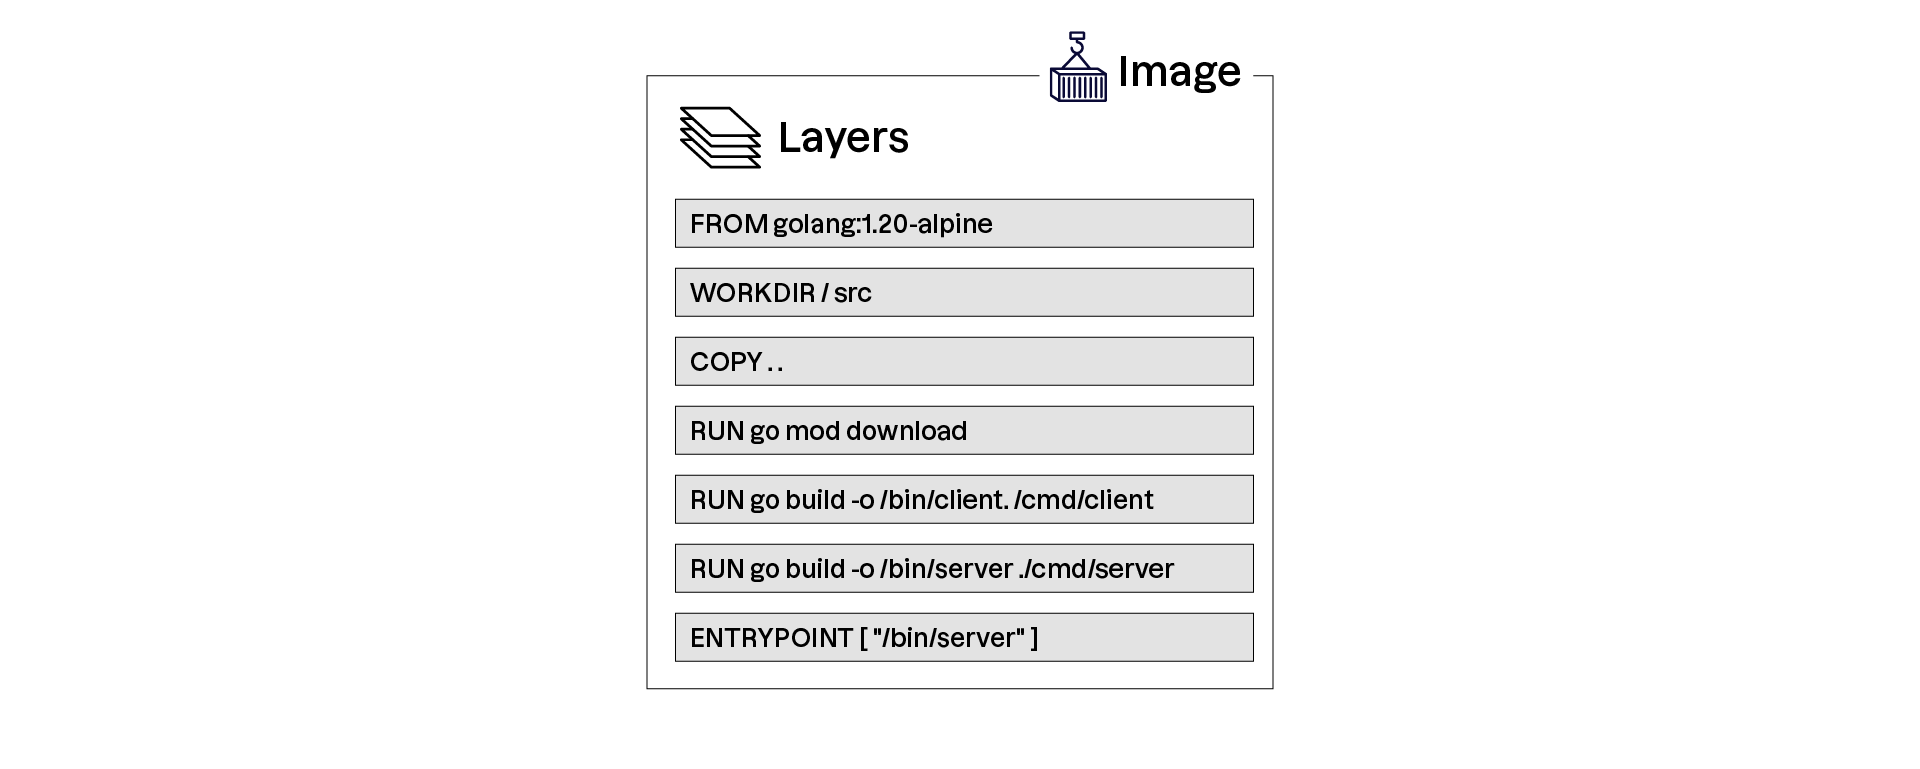 Image
Layers
FROM golang:1.20-alpine
WORKDIR / src
COPY . .
RUN go mod download
RUN go build -o /bin/client. /cmd/client
RUN go build -o /bin/server ./cmd/server
ENTRYPOINT [ "/bin/server" ]